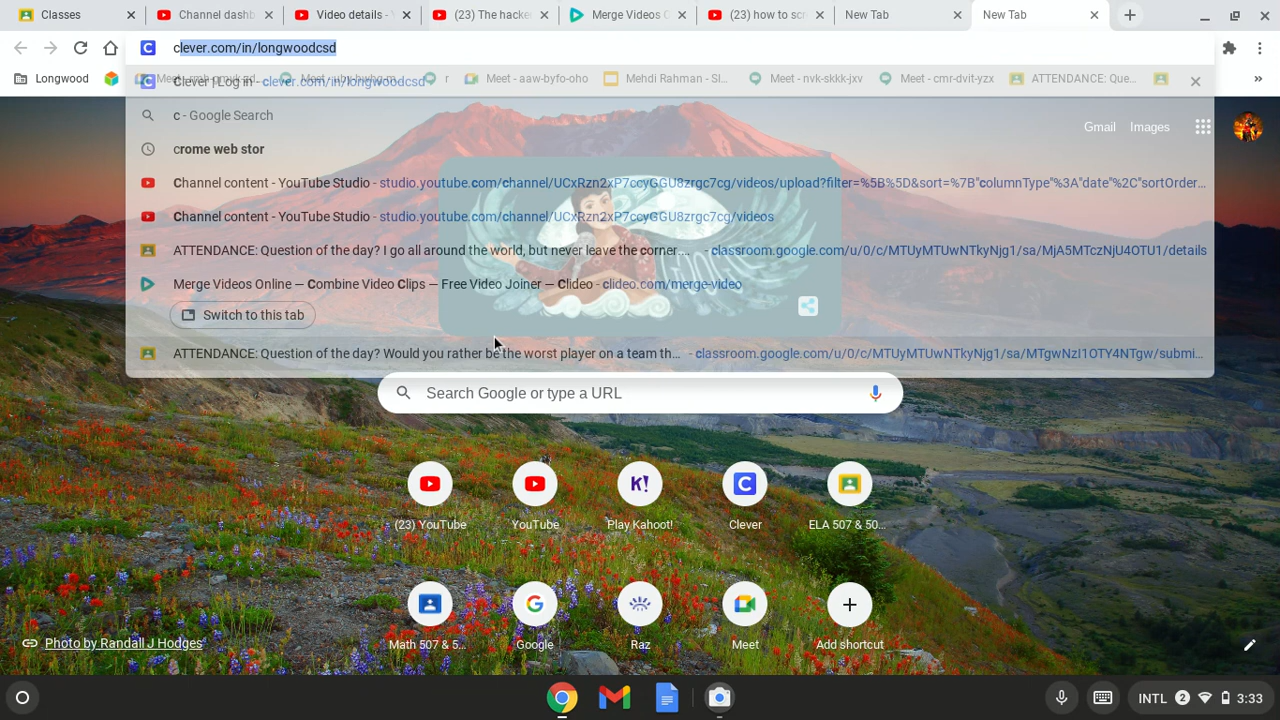 Classes
Channel dashb
Video details - Y
(23) The hacke
Merge Videos O
(23) how to scr
New Tab
New Tab
clever.com/in/longwoodcsd
Longwood
r
Meet - aaw-byfo-oho
Mehdi Rahman - Sl...
Meet - nvk-skkk-jxv
Meet - cmr-dvit-yzx
ATTENDANCE: Que...
»
Clever | Log in - clever.com/in/longwoodcsd
c - Google Search
crome web stor
Channel content - YouTube Studio - studio.youtube.com/channel/UCxRzn2xP7ccyGGU8zrgc7cg/videos/upload?filter=%5B%5D&sort=%7B"columnType"%3A"date"%2C"sortOrder...
Channel content - YouTube Studio - studio.youtube.com/channel/UCxRzn2xP7ccyGGU8zrgc7cg/videos
ATTENDANCE: Question of the day? I go all around the world, but never leave the corner.... - classroom.google.com/u/0/c/MTUyMTUwNTkyNjg1/sa/MjA5MTczNjU4OTU1/details
Merge Videos Online — Combine Video Clips — Free Video Joiner — Clideo - clideo.com/merge-video
Switch to this tab
ATTENDANCE: Question of the day? Would you rather be the worst player on a team th... - classroom.google.com/u/0/c/MTUyMTUwNTkyNjg1/sa/MTgwNzI1OTY4NTgw/submi...
Gmail Images
Search Google or type a URL
(23) YouTube
YouTube
K!
Play Kahoot!
Clever
ELA 507 & 50...
Math 507 & 5...
Google
Raz
Meet
Add shortcut
Photo by Randall J Hodges
INTL 2 3:33